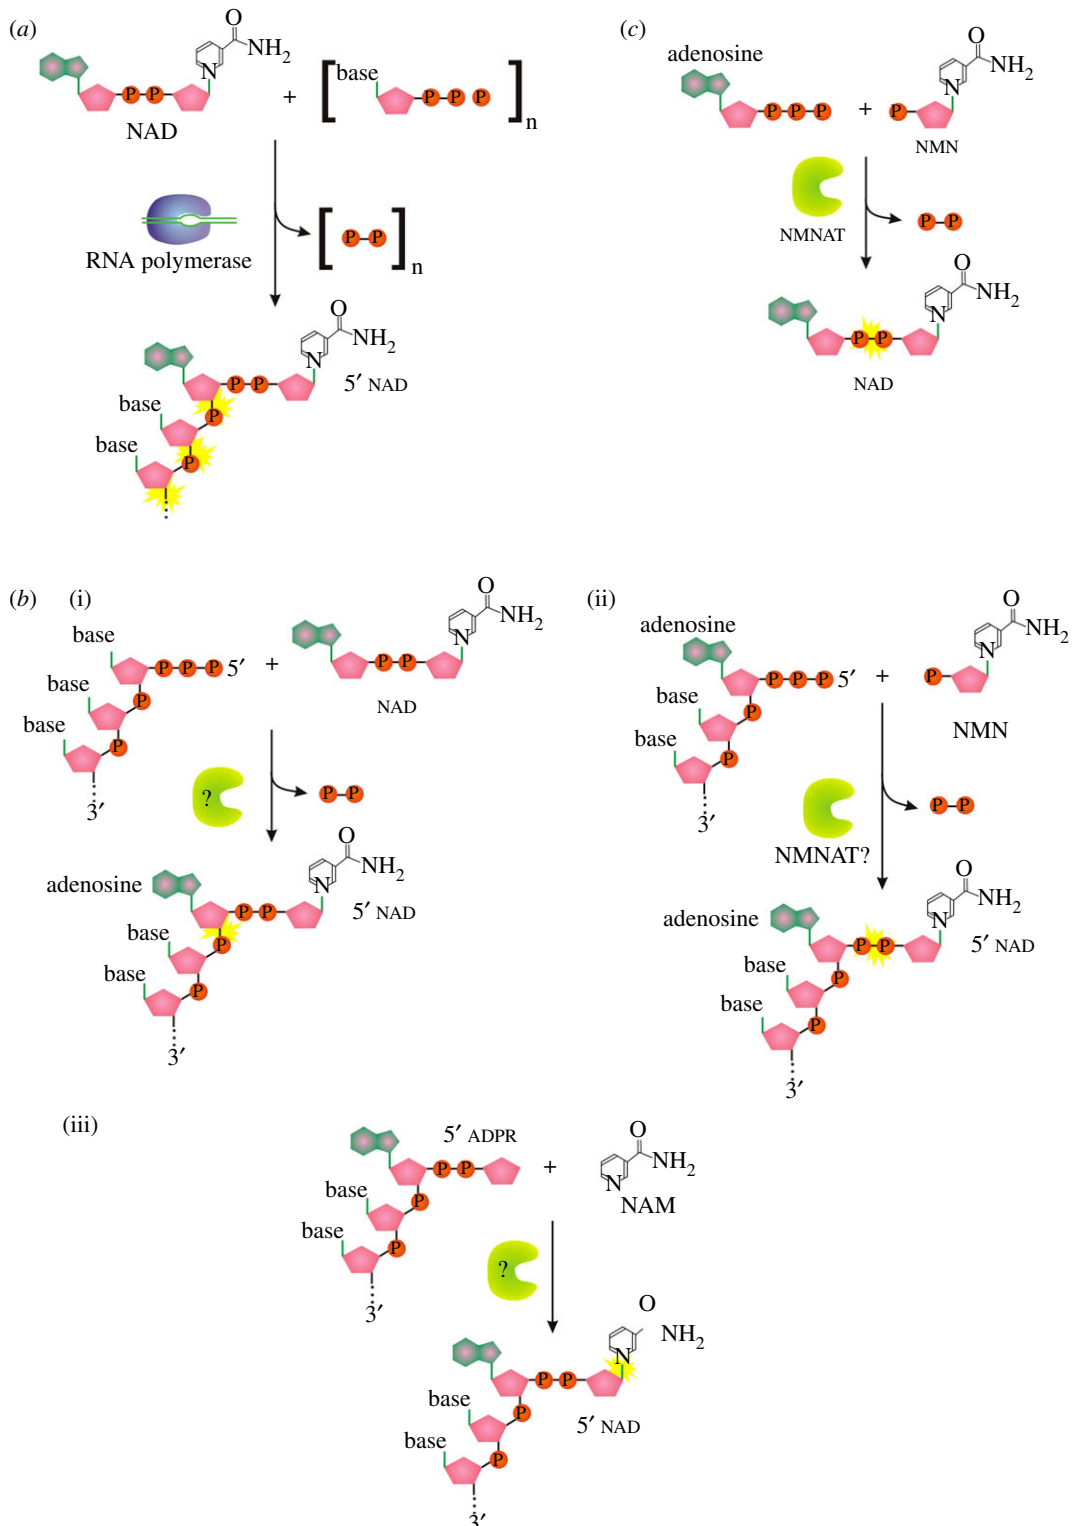 (a)
O
NH2
N
P P
NAD
+
[ base P P P ]n
RNA polymerase
[ P P ]n
O
NH2
N
P P
5′ NAD
base
P
base
P
(c)
adenosine
P P P
+
O
NH2
N
P
NMN
NMNAT
P P
O
NH2
N
P P
NAD
(b) (i)
base
P P P 5′
base
P
base
P
3′
+
O
NH2
N
P P
NAD
?
P P
O
NH2
N
adenosine
P P
5′ NAD
base
P
base
P
3′
(ii)
adenosine
P P P 5′
base
P
base
P
3′
+
O
NH2
N
P
NMN
NMNAT?
P P
O
NH2
N
adenosine
P P
5′ NAD
base
P
base
P
3′
(iii)
5′ ADPR
P P
base
P
base
P
3′
+
O
NH2
N
NAM
?
O
NH2
N
P P
5′ NAD
base
P
base
P
3′